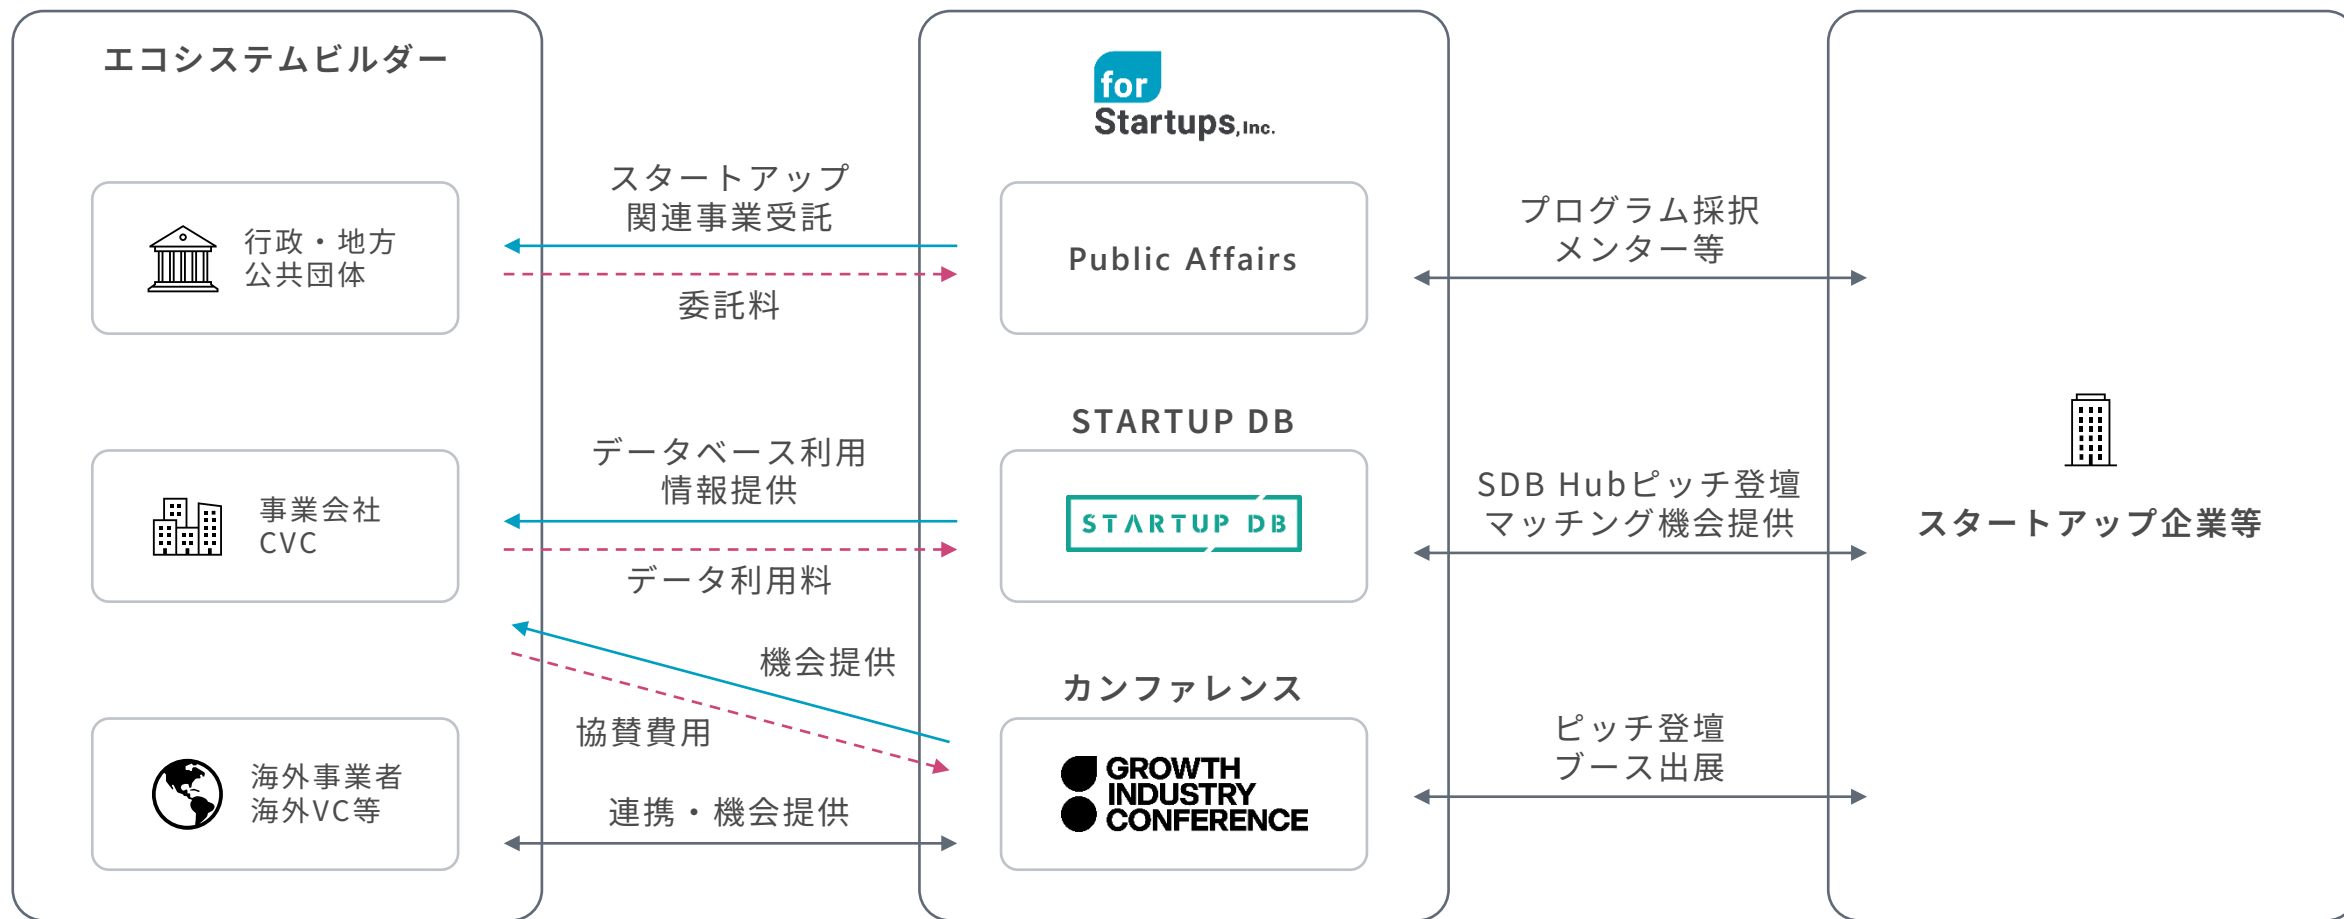 エコシステムビルダー
行政・地方
公共団体
事業会社
CVC
海外事業者
海外VC等
スタートアップ
関連事業受託
委託料
データベース利用
情報提供
データ利用料
機会提供
協賛費用
連携・機会提供
for
Startups,Inc.
Public Affairs
STARTUP DB
STARTUP DB
カンファレンス
GROWTH
INDUSTRY
CONFERENCE
プログラム採択
メンター等
SDB Hubピッチ登壇
マッチング機会提供
ピッチ登壇
ブース出展
スタートアップ企業等